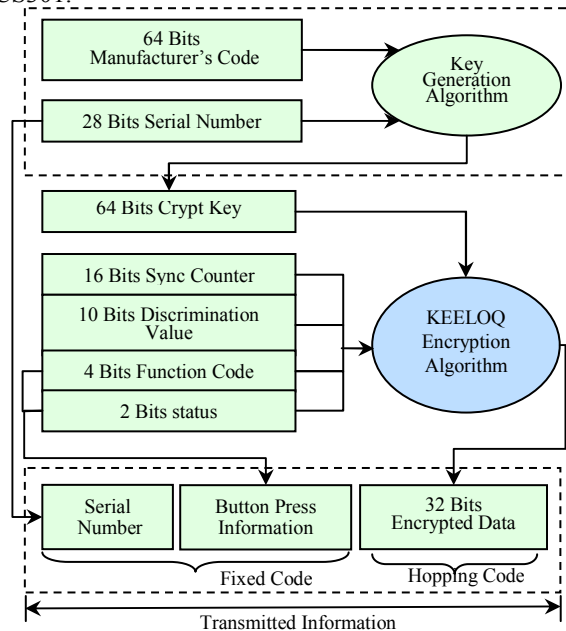 64 Bits
Manufacturer's Code
Key
Generation
Algorithm
28 Bits Serial Number
64 Bits Crypt Key
16 Bits Sync Counter
10 Bits Discrimination
Value
4 Bits Function Code
2 Bits status
KEELOQ
Encryption
Algorithm
Serial
Number
Button Press
Information
32 Bits
Encrypted Data
Fixed Code
Hopping Code
Transmitted Information